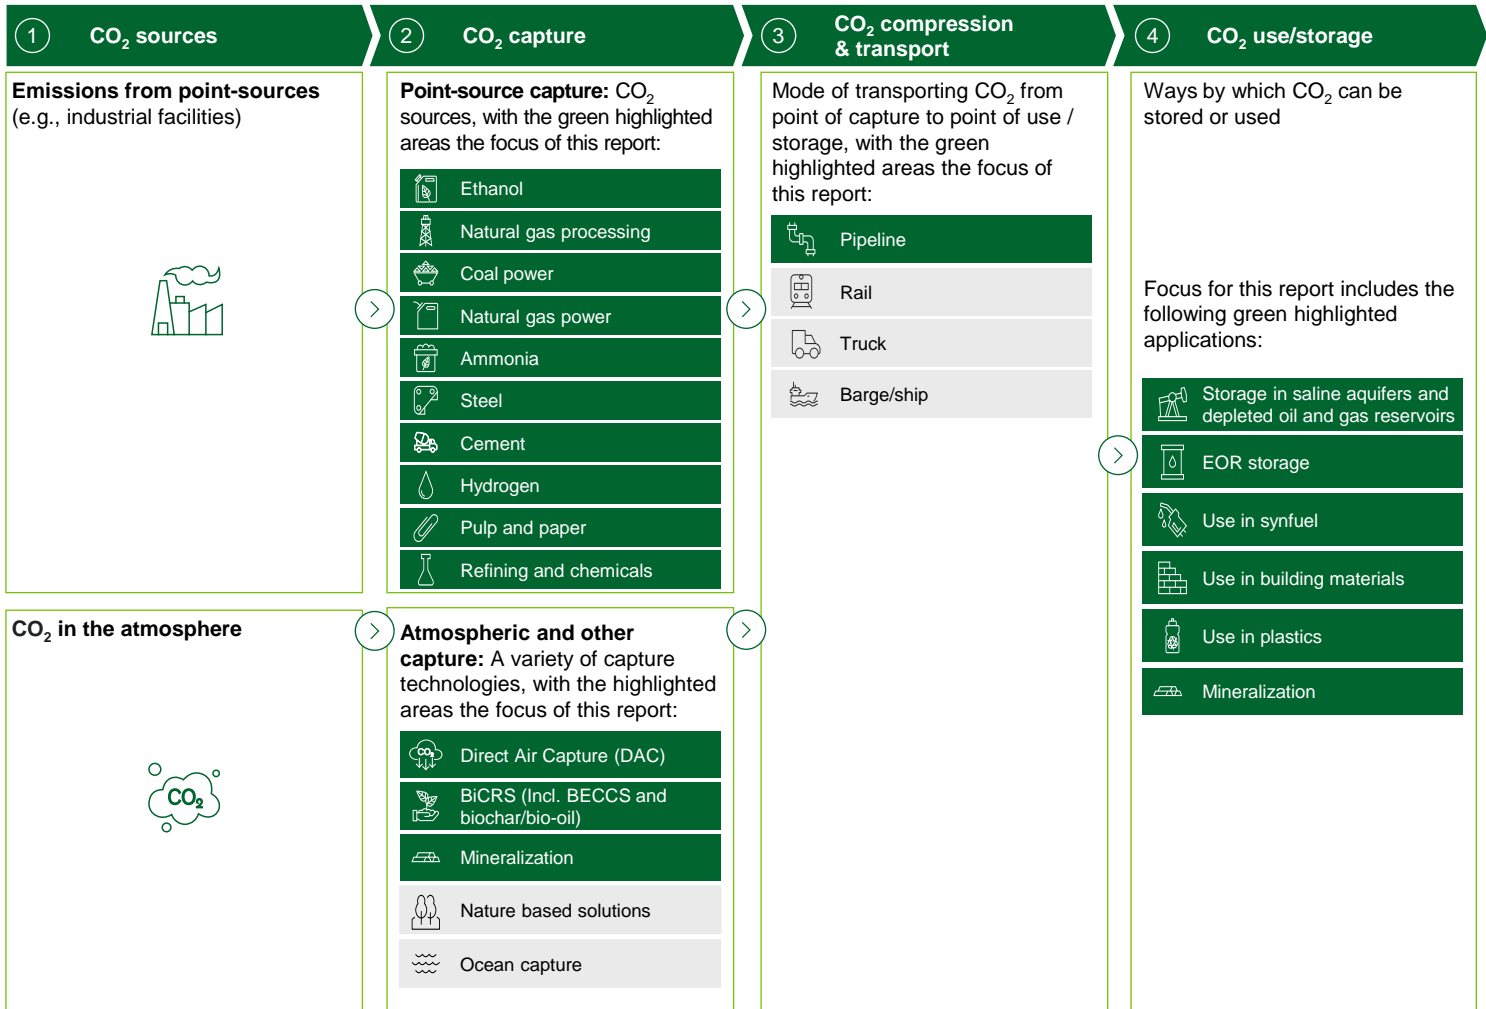 1
CO₂ sources
2
CO₂ capture
3
CO₂ compression
& transport
4
CO₂ use/storage
Emissions from point-sources
(e.g., industrial facilities)
Point-source capture: CO₂
sources, with the green highlighted
areas the focus of this report:
Ethanol
Natural gas processing
Coal power
Natural gas power
Ammonia
Steel
Cement
Hydrogen
Pulp and paper
Refining and chemicals
CO₂ in the atmosphere
CO₂
Atmospheric and other
capture: A variety of capture
technologies, with the highlighted
areas the focus of this report:
CO₂
Direct Air Capture (DAC)
BiCRS (Incl. BECCS and
biochar/bio-oil)
Mineralization
Nature based solutions
Ocean capture
Mode of transporting CO₂ from
point of capture to point of use /
storage, with the green
highlighted areas the focus of
this report:
Pipeline
Rail
Truck
Barge/ship
Ways by which CO₂ can be
stored or used
Focus for this report includes the
following green highlighted
applications:
Storage in saline aquifers and
depleted oil and gas reservoirs
EOR storage
Use in synfuel
Use in building materials
Use in plastics
Mineralization